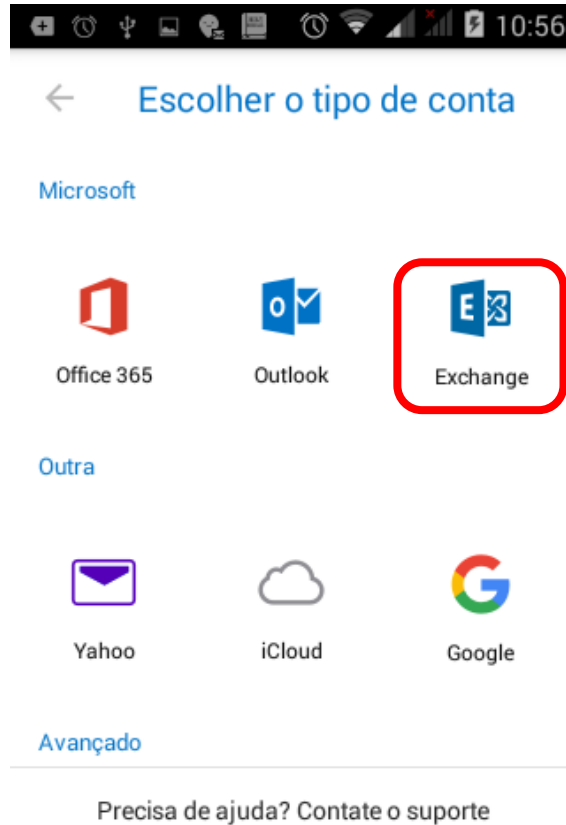 10:56
Escolher o tipo de conta
Microsoft
Office 365
Outlook
Exchange
Outra
Yahoo
iCloud
Google
Avançado
Precisa de ajuda? Contate o suporte